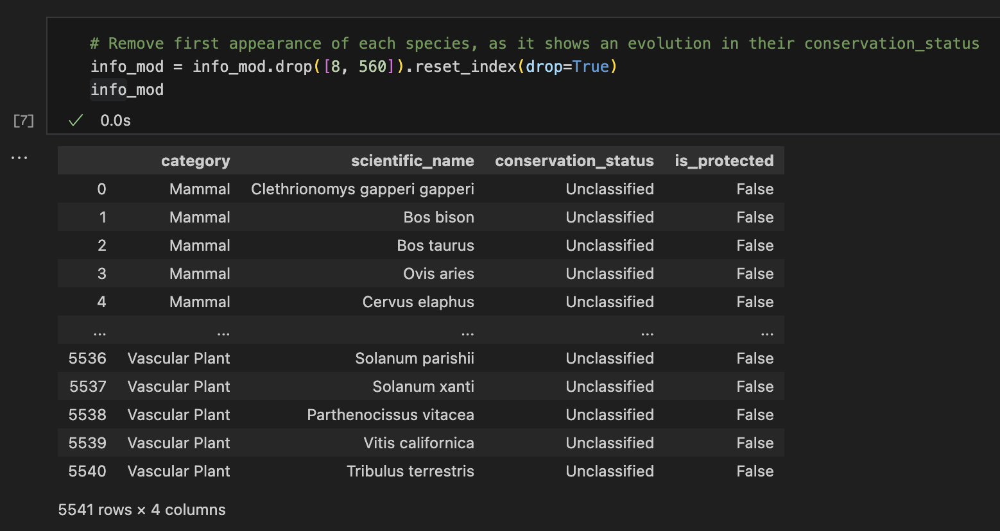 # Remove first appearance of each species, as it shows an evolution in their conservation_status
info_mod = info_mod.drop([8, 560]).reset_index(drop=True)
info_mod
[7] ✓ 0.0s
...
category scientific_name conservation_status is_protected
0 Mammal Clethrionomys gapperi gapperi Unclassified False
1 Mammal Bos bison Unclassified False
2 Mammal Bos taurus Unclassified False
3 Mammal Ovis aries Unclassified False
4 Mammal Cervus elaphus Unclassified False
... ... ... ... ...
5536 Vascular Plant Solanum parishii Unclassified False
5537 Vascular Plant Solanum xanti Unclassified False
5538 Vascular Plant Parthenocissus vitacea Unclassified False
5539 Vascular Plant Vitis californica Unclassified False
5540 Vascular Plant Tribulus terrestris Unclassified False
5541 rows × 4 columns